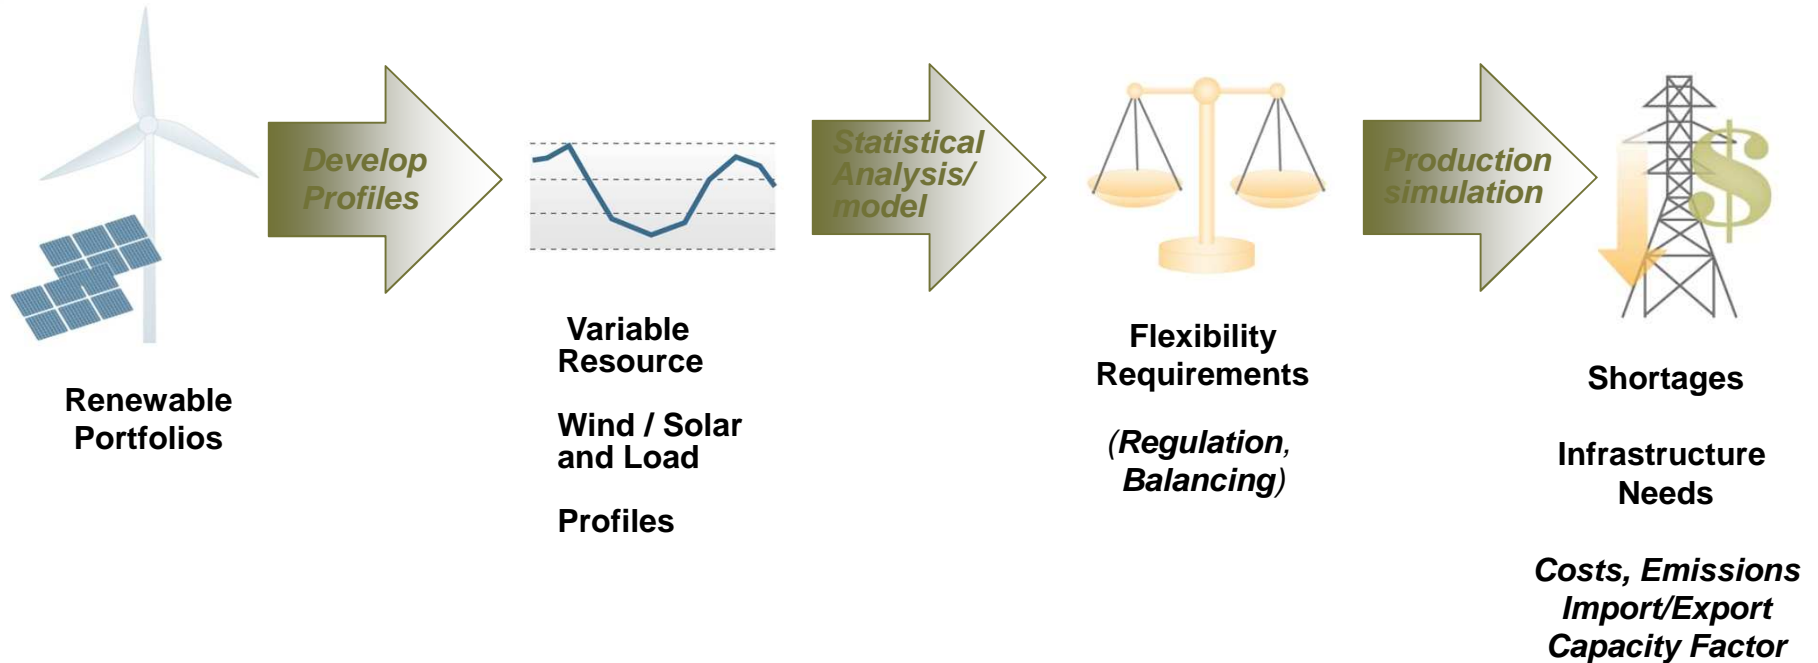 Renewable
Portfolios
Develop
Profiles
Variable
Resource
Wind / Solar
and Load
Profiles
Statistical
Analysis/
model
Flexibility
Requirements
(Regulation,
Balancing)
Production
simulation
$
Shortages
Infrastructure
Needs
Costs, Emissions
Import/Export
Capacity Factor